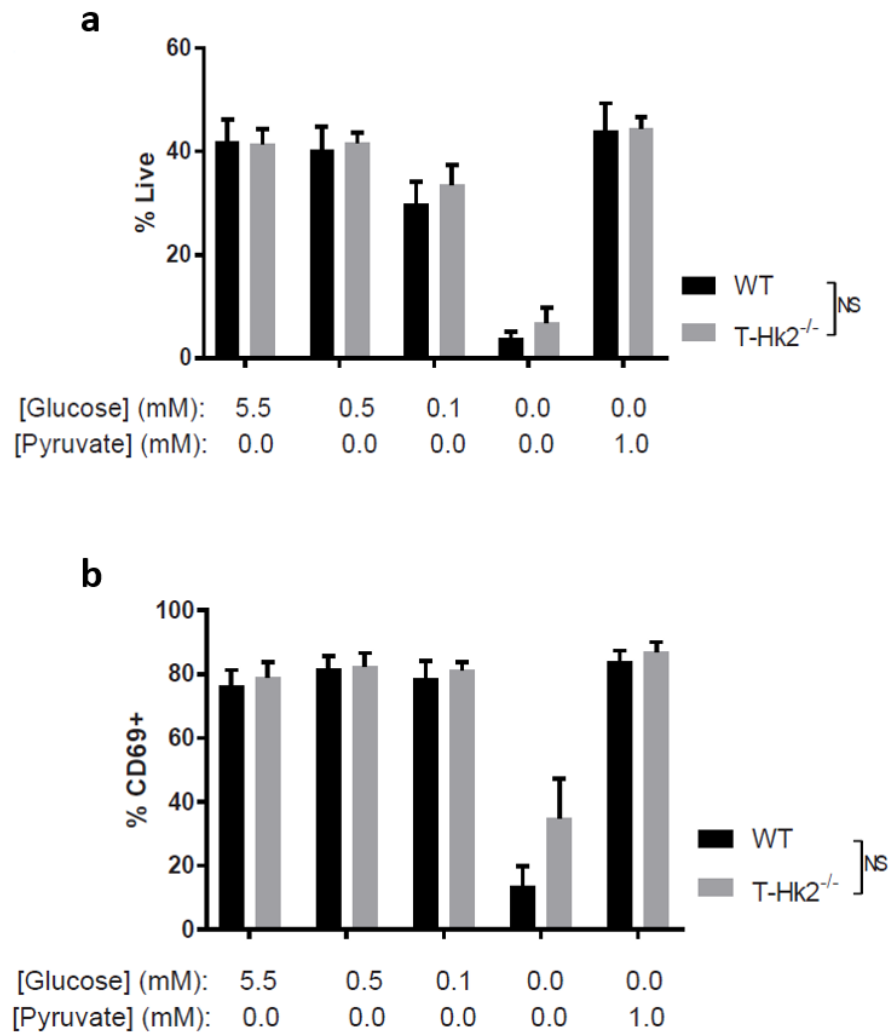 a
60
40
20
0
% Live
WT
T-Hk2-/-
NS
[Glucose] (mM): 5.5 0.5 0.1 0.0 0.0
[Pyruvate] (mM): 0.0 0.0 0.0 0.0 1.0
b
100
80
60
40
20
0
% CD69+
WT
T-Hk2-/-
NS
[Glucose] (mM): 5.5 0.5 0.1 0.0 0.0
[Pyruvate] (mM): 0.0 0.0 0.0 0.0 1.0